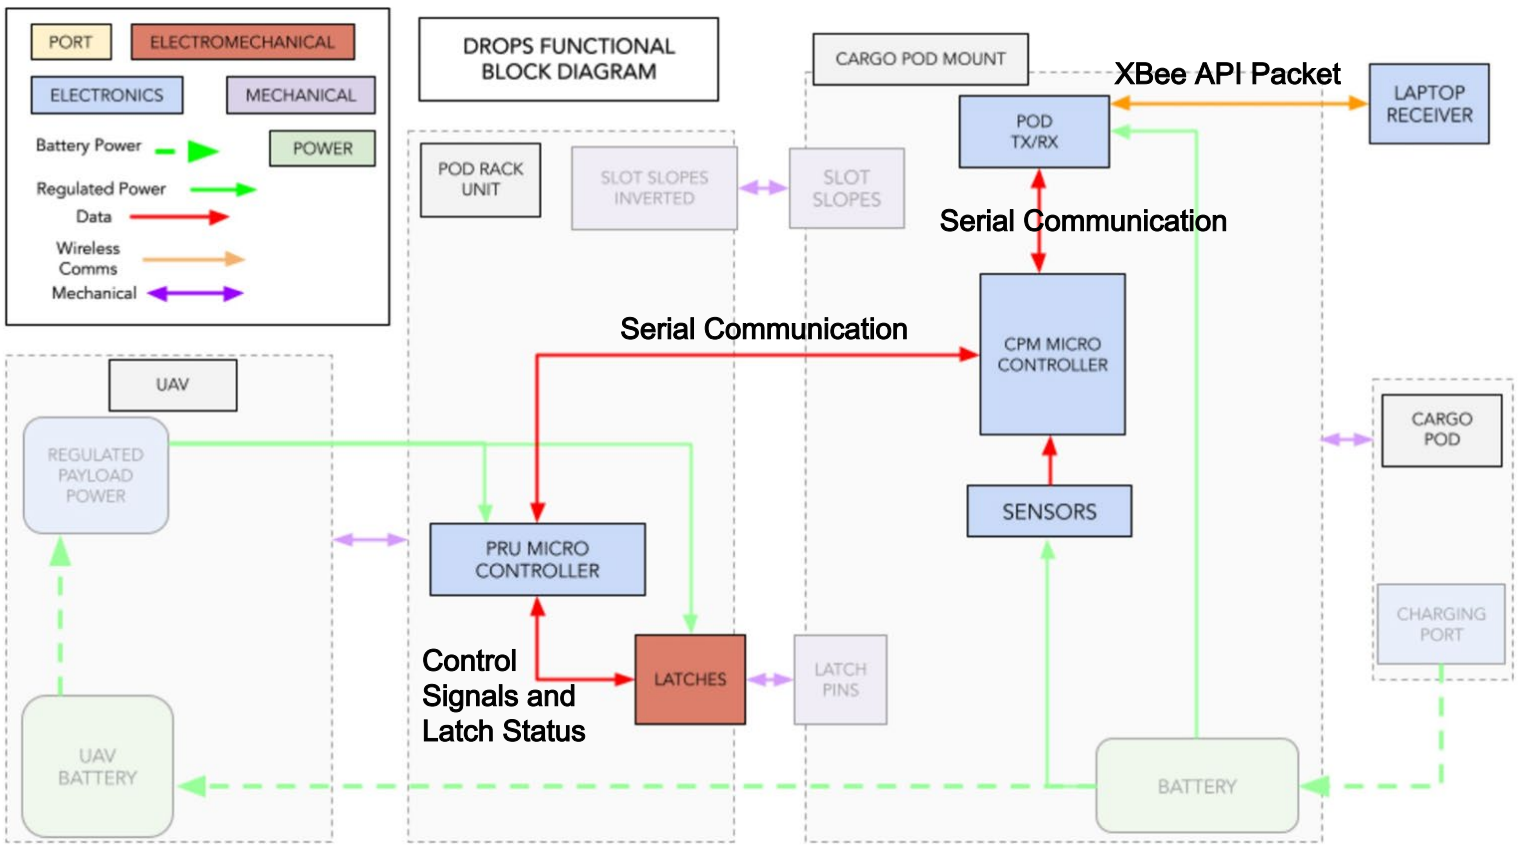 PORT
ELECTROMECHANICAL
ELECTRONICS
MECHANICAL
Battery Power
POWER
Regulated Power
Data
Wireless
Comms
Mechanical
DROPS FUNCTIONAL
BLOCK DIAGRAM
CARGO POD MOUNT
XBee API Packet
LAPTOP
RECEIVER
POD
TX/RX
POD RACK
UNIT
SLOT SLOPES
INVERTED
SLOT
SLOPES
Serial Communication
Serial Communication
CPM MICRO
CONTROLLER
UAV
REGULATED
PAYLOAD
POWER
CARGO
POD
SENSORS
PRU MICRO
CONTROLLER
CHARGING
PORT
Control
Signals and
Latch Status
LATCHES
LATCH
PINS
UAV
BATTERY
BATTERY